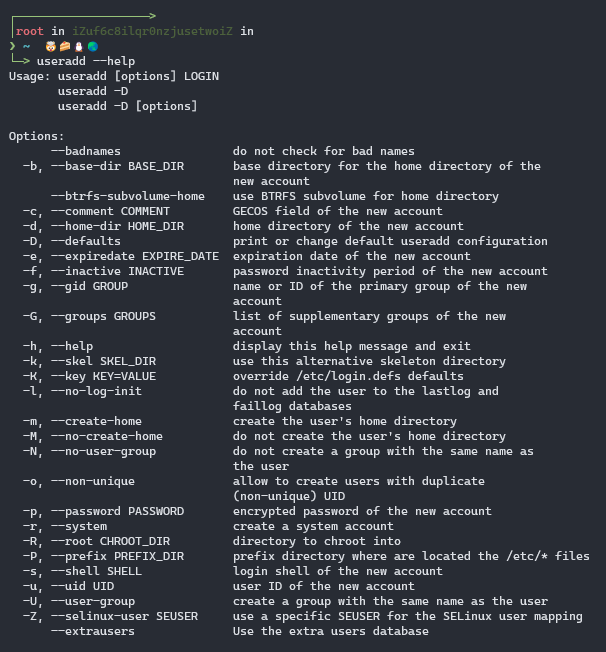 root in iZuf6c8ilqr0nzjusetwoiZ in
❯ ~ 🤯🧀🐧🌏
└─> useradd --help
Usage: useradd [options] LOGIN
       useradd -D
       useradd -D [options]

Options:
      --badnames                do not check for bad names
  -b, --base-dir BASE_DIR       base directory for the home directory of the
                                new account
      --btrfs-subvolume-home    use BTRFS subvolume for home directory
  -c, --comment COMMENT         GECOS field of the new account
  -d, --home-dir HOME_DIR       home directory of the new account
  -D, --defaults                print or change default useradd configuration
  -e, --expiredate EXPIRE_DATE  expiration date of the new account
  -f, --inactive INACTIVE       password inactivity period of the new account
  -g, --gid GROUP               name or ID of the primary group of the new
                                account
  -G, --groups GROUPS           list of supplementary groups of the new
                                account
  -h, --help                    display this help message and exit
  -k, --skel SKEL_DIR           use this alternative skeleton directory
  -K, --key KEY=VALUE           override /etc/login.defs defaults
  -l, --no-log-init             do not add the user to the lastlog and
                                faillog databases
  -m, --create-home             create the user's home directory
  -M, --no-create-home          do not create the user's home directory
  -N, --no-user-group           do not create a group with the same name as
                                the user
  -o, --non-unique              allow to create users with duplicate
                                (non-unique) UID
  -p, --password PASSWORD       encrypted password of the new account
  -r, --system                  create a system account
  -R, --root CHROOT_DIR         directory to chroot into
  -P, --prefix PREFIX_DIR       prefix directory where are located the /etc/* files
  -s, --shell SHELL             login shell of the new account
  -u, --uid UID                 user ID of the new account
  -U, --user-group              create a group with the same name as the user
  -Z, --selinux-user SEUSER     use a specific SEUSER for the SELinux user mapping
      --extrausers              Use the extra users database